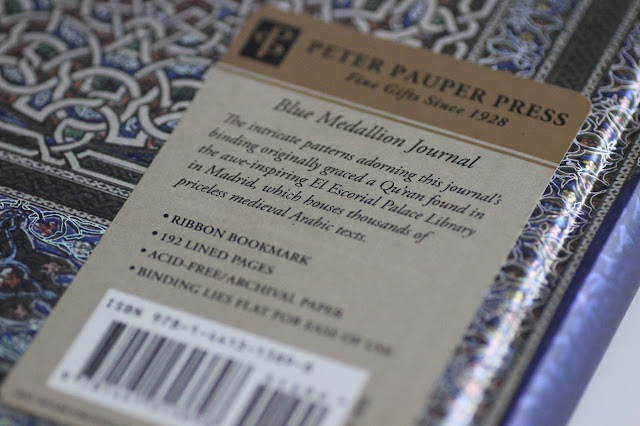 PETER PAUPER PRESS
Fine Gifts Since 1928
Blue Medallion Journal
The intricate patterns adorning this journal's
binding originally graced a Qu'ran found in
the awe-inspiring El Escorial Palace Library
in Madrid, which houses thousands of
priceless medieval Arabic texts.
• RIBBON BOOKMARK
• 192 LINED PAGES
• ACID-FREE/ARCHIVAL PAPER
• BINDING LIES FLAT FOR EASE OF USE